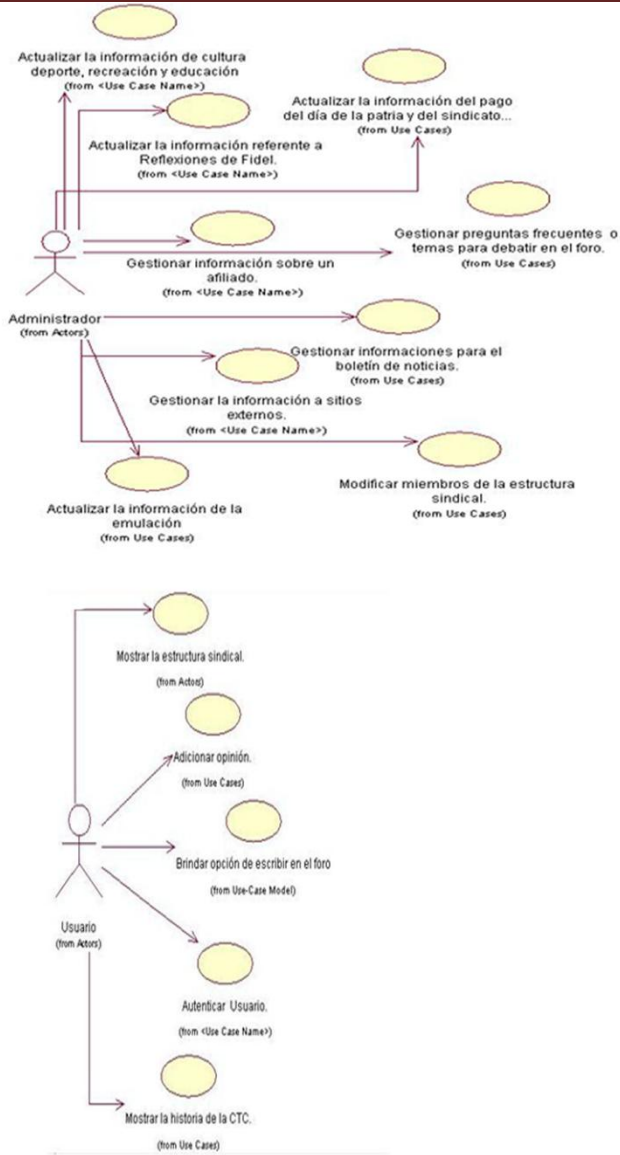 Actualizar la información de cultura
deporte, recreación y educación
(from <Use Case Name>)
Actualizar la información del pago
del día de la patria y del sindicato...
(from Use Cases)
Actualizar la información referente a
Reflexiones de Fidel.
(from <Use Case Name>)
Gestionar preguntas frecuentes o
temas para debatir en el foro.
(from Use Cases)
Gestionar información sobre un
afiliado.
(from <Use Case Name>)
Administrador
(from Actors)
Gestionar informaciones para el
boletín de noticias.
(from Use Cases)
Gestionar la información a sitios
externos.
(from <Use Case Name>)
Modificar miembros de la estructura
sindical.
(from Use Cases)
Actualizar la información de la
emulación
(from Use Cases)
Mostrar la estructura sindical.
(from Actors)
Adicionar opinión.
(from Use Cases)
Brindar opción de escribir en el foro
(from Use-Case Model)
Usuario
(from Actors)
Autenticar Usuario.
(from <Use Case Name>)
Mostrar la historia de la CTC.
(from Use Cases)